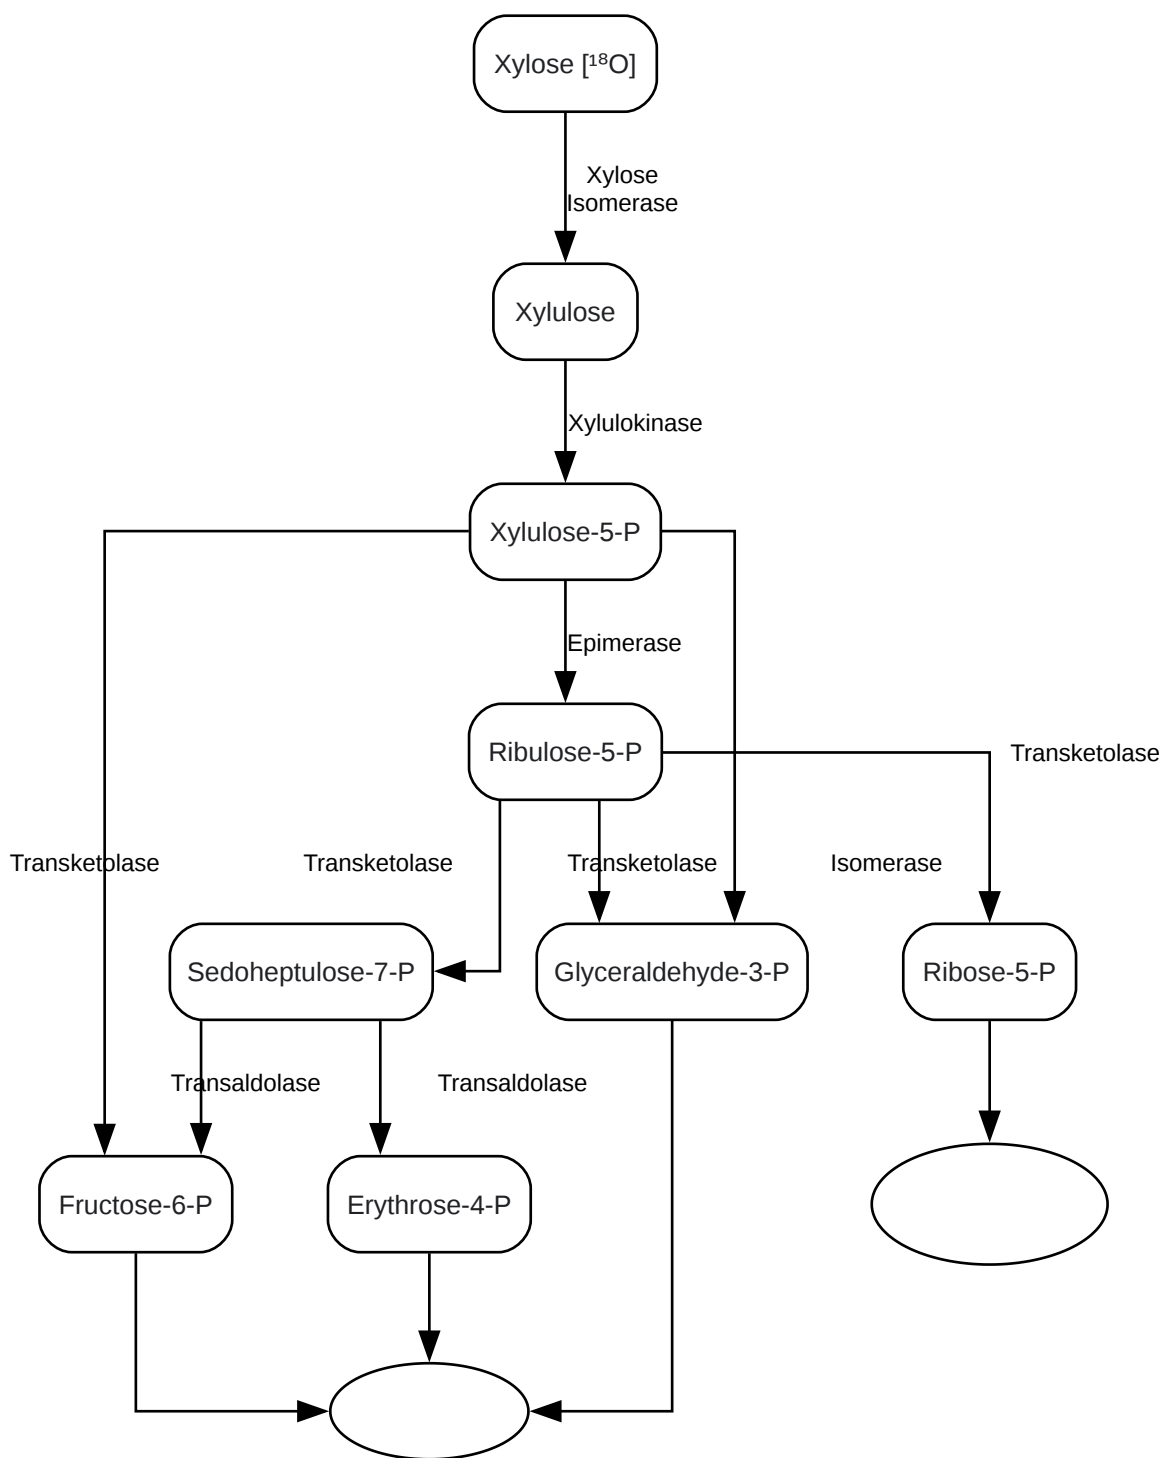 Xylose [¹⁸O]
Xylose
Isomerase
Xylulose
Xylulokinase
Xylulose-5-P
Epimerase
Ribulose-5-P
Transketolase
Transketolase
Transketolase
Transketolase
Isomerase
Sedoheptulose-7-P
Glyceraldehyde-3-P
Ribose-5-P
Transaldolase
Transaldolase
Fructose-6-P
Erythrose-4-P